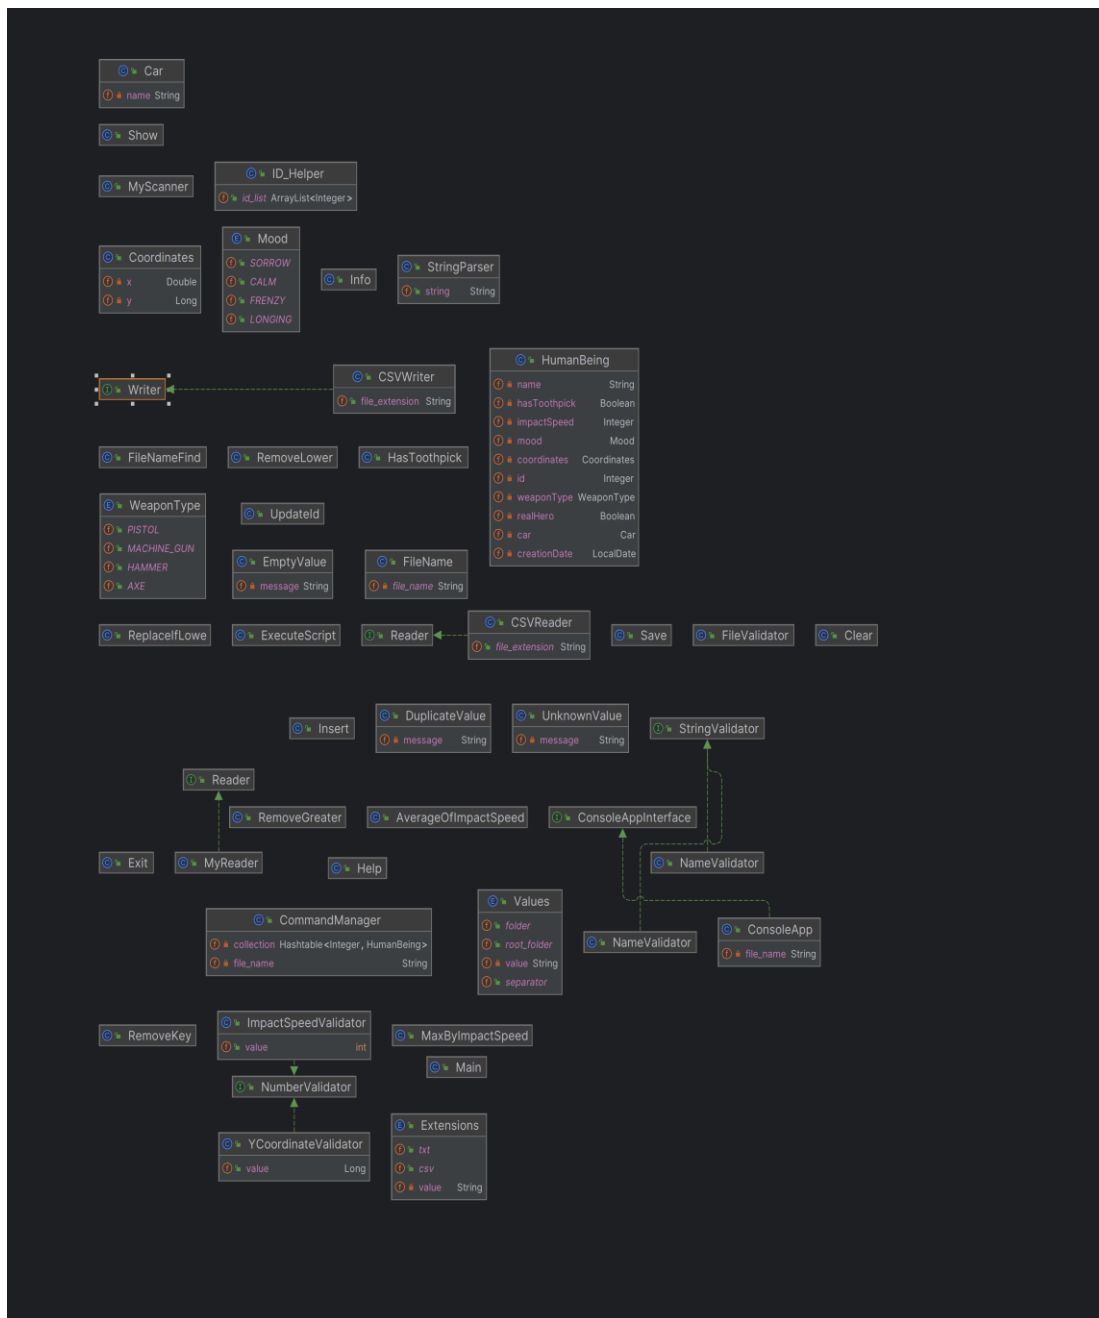 Car
name String
Show
MyScanner
ID_Helper
id_list ArrayList<Integer>
Coordinates
x Double
y Long
Mood
SORROW
CALM
FRENZY
LONGING
Info
StringParser
string String
Writer
CSVWriter
file_extension String
HumanBeing
name String
hasToothpick Boolean
impactSpeed Integer
mood Mood
coordinates Coordinates
id Integer
weaponType WeaponType
realHero Boolean
car Car
creationDate LocalDate
FileNameFind
RemoveLower
HasToothpick
WeaponType
PISTOL
MACHINE_GUN
HAMMER
AXE
UpdateId
EmptyValue
message String
FileName
file_name String
ReplaceIfLowe
ExecuteScript
Reader
CSVReader
file_extension String
Save
FileValidator
Clear
Insert
DuplicateValue
message String
UnknownValue
message String
StringValidator
Reader
RemoveGreater
AverageOfImpactSpeed
ConsoleAppInterface
Exit
MyReader
Help
NameValidator
CommandManager
collection Hashtable<Integer, HumanBeing>
file_name String
Values
folder
root_folder
value String
separator
NameValidator
ConsoleApp
file_name String
RemoveKey
ImpactSpeedValidator
value int
MaxByImpactSpeed
Main
NumberValidator
YCoordinateValidator
value Long
Extensions
txt
csv
value String